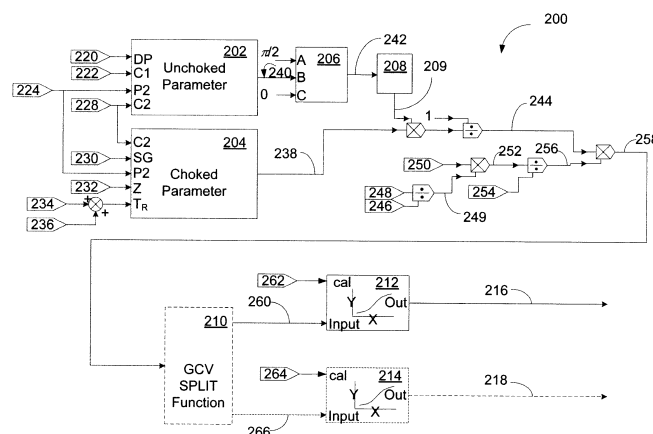 200
220
222
224
228
DP
C1
P2
C2
202
Unchoked
Parameter
π/2
240
0
A
B
C
206
242
208
209
1
244
230
232
234
236
+
+
C2
SG
P2
Z
TR
204
Choked
Parameter
238
250
248
246
249
252
254
256
258
262
cal
212
Y
Out
X
Input
216
260
210
GCV
SPLIT
Function
264
cal
214
Y
Out
X
Input
218
266